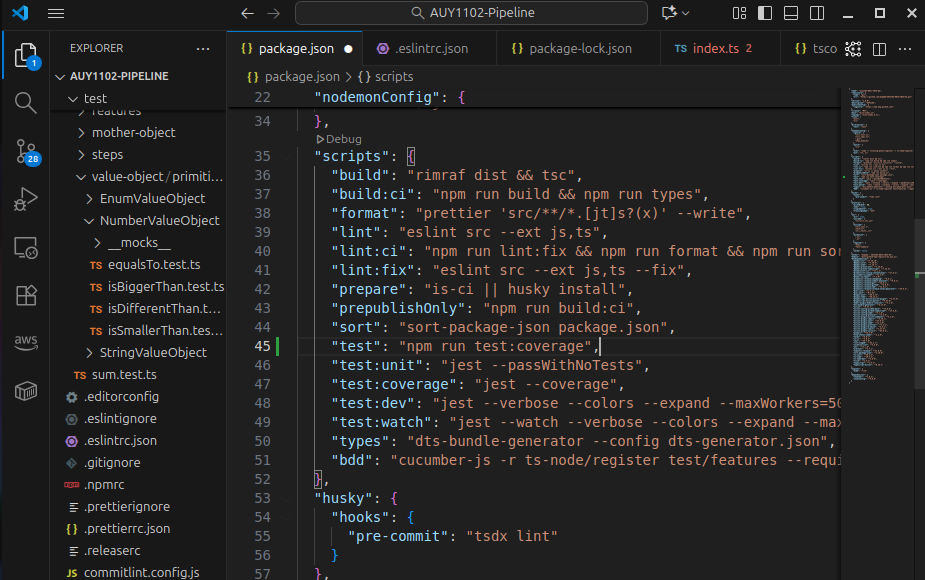 AUY1102-Pipeline
EXPLORER
AUY1102-PIPELINE
test
features
mother-object
steps
value-object / primiti...
EnumValueObject
NumberValueObject
__mocks__
TS equalsTo.test.ts
TS isBiggerThan.test.ts
TS isDifferentThan.t...
TS isSmallerThan.tes...
StringValueObject
TS sum.test.ts
.editorconfig
.eslintignore
.eslintrc.json
.gitignore
.npmrc
.prettierignore
{} .prettierrc.json
.releaserc
JS commitlint.config.js
1
28
aws
{} package.json ●
.eslintrc.json
{} package-lock.json
TS index.ts 2
{} tsco
{} package.json > {} scripts
22 "nodemonConfig": {
34 },
Debug
35 "scripts": {
36 "build": "rimraf dist && tsc",
37 "build:ci": "npm run build && npm run types",
38 "format": "prettier 'src/**/*.[jt]s?(x)' --write",
39 "lint": "eslint src --ext js,ts",
40 "lint:ci": "npm run lint:fix && npm run format && npm run sor
41 "lint:fix": "eslint src --ext js,ts --fix",
42 "prepare": "is-ci || husky install",
43 "prepublishOnly": "npm run build:ci",
44 "sort": "sort-package-json package.json",
45 "test": "npm run test:coverage",
46 "test:unit": "jest --passWithNoTests",
47 "test:coverage": "jest --coverage",
48 "test:dev": "jest --verbose --colors --expand --maxWorkers=50
49 "test:watch": "jest --watch --verbose --colors --expand --max
50 "types": "dts-bundle-generator --config dts-generator.json",
51 "bdd": "cucumber-js -r ts-node/register test/features --requi
52 },
53 "husky": {
54 "hooks": {
55 "pre-commit": "tsdx lint"
56 }
57 },